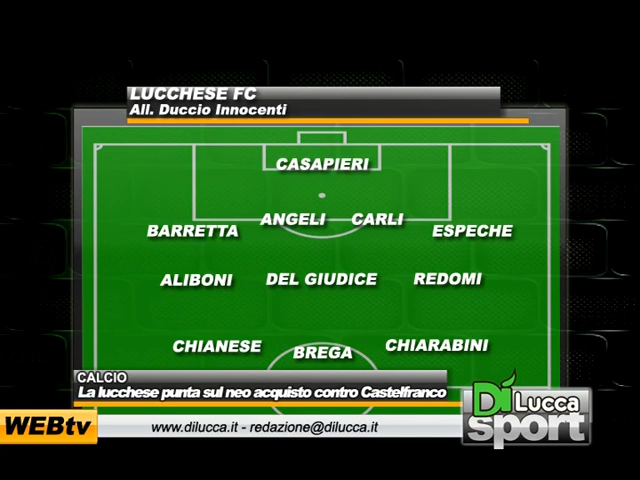 LUCCHESE FC
All. Duccio Innocenti
CASAPIERI
ANGELI CARLI
BARRETTA ESPECHE
ALIBONI DEL GIUDICE REDOMI
CHIANESE BREGA CHIARABINI
CALCIO
La lucchese punta sul neo acquisto contro Castelfranco
Dì Lucca
sport
WEBtv www.dilucca.it - redazione@dilucca.it